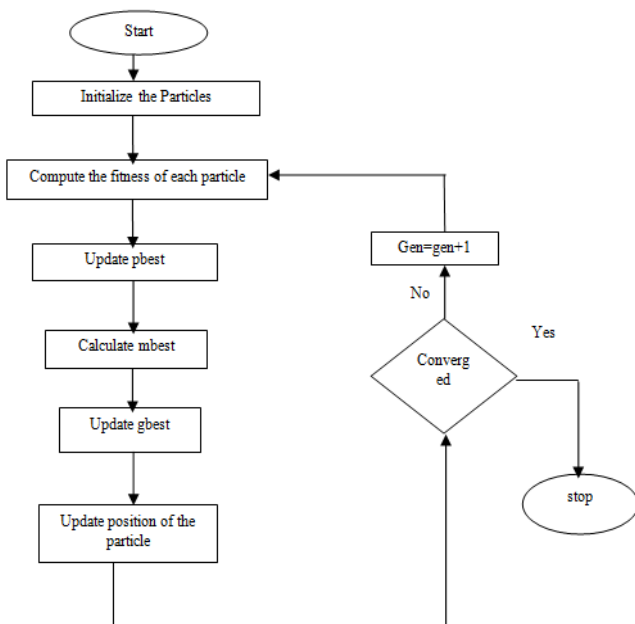 Start
Initialize the Particles
Compute the fitness of each particle
Update pbest
Calculate mbest
Update gbest
Update position of the
particle
Gen=gen+1
No
Yes
Converg
ed
stop